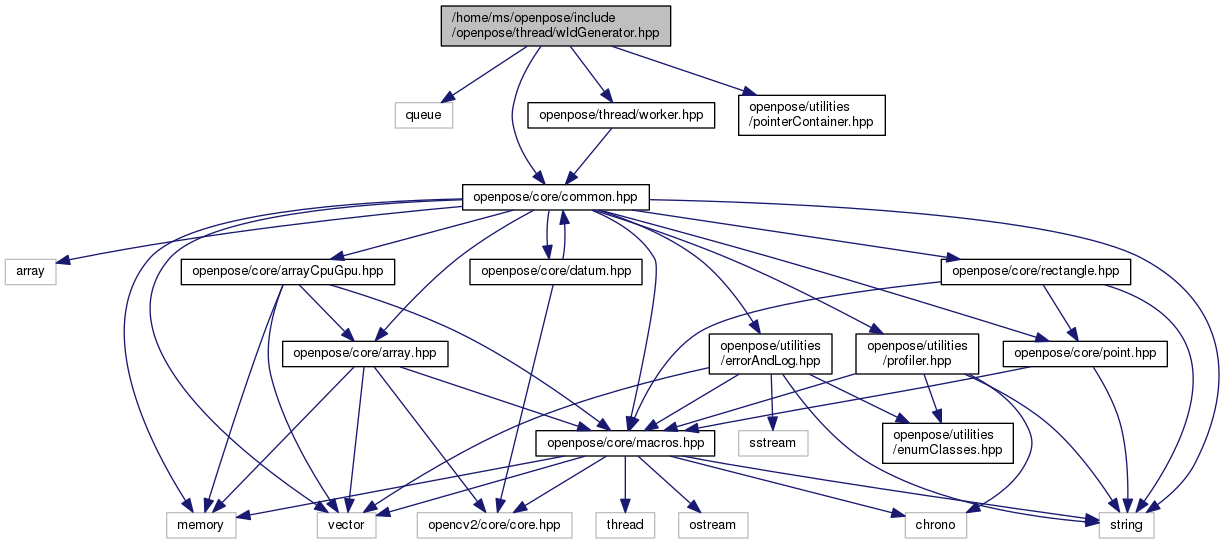 /home/ms/openpose/include
/openpose/thread/wIdGenerator.hpp
queue
openpose/thread/worker.hpp
openpose/utilities
/pointerContainer.hpp
openpose/core/common.hpp
array
openpose/core/arrayCpuGpu.hpp
openpose/core/datum.hpp
openpose/core/rectangle.hpp
openpose/core/array.hpp
openpose/utilities
/errorAndLog.hpp
openpose/utilities
/profiler.hpp
openpose/core/point.hpp
openpose/core/macros.hpp
sstream
openpose/utilities
/enumClasses.hpp
memory
vector
opencv2/core/core.hpp
thread
ostream
chrono
string